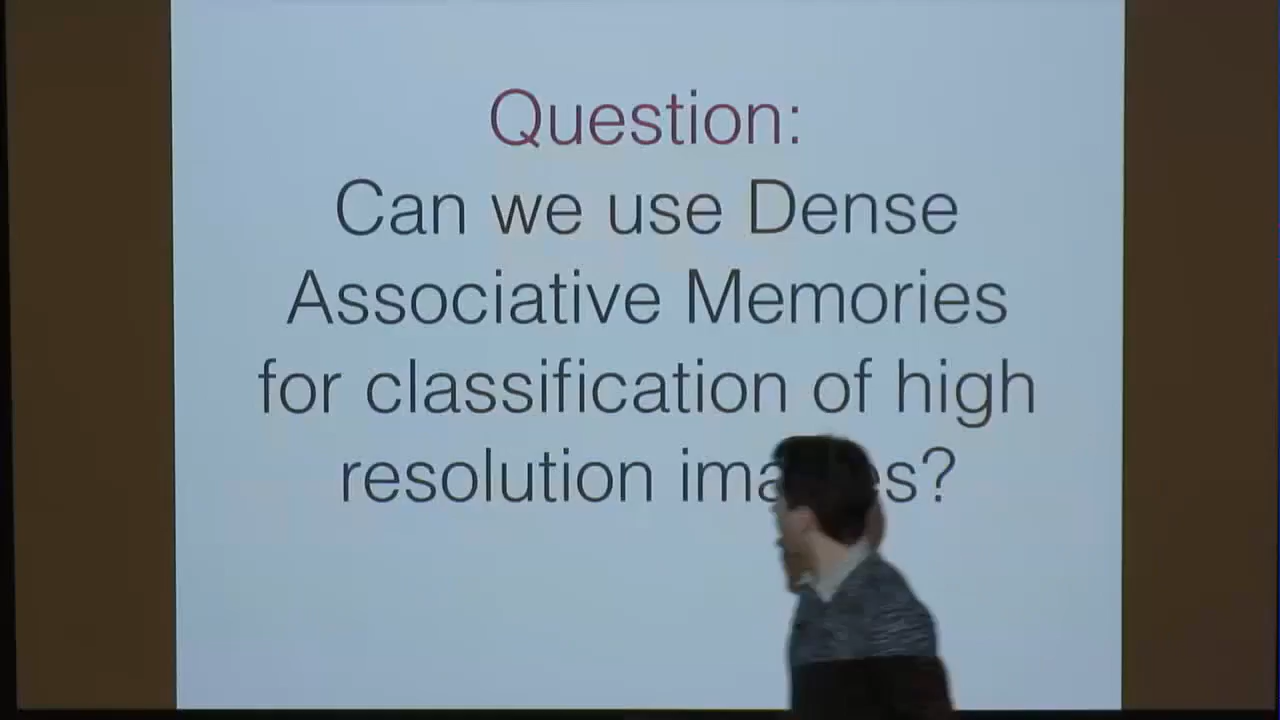 Question:
Can we use Dense
Associative Memories
for classification of high
resolution images?